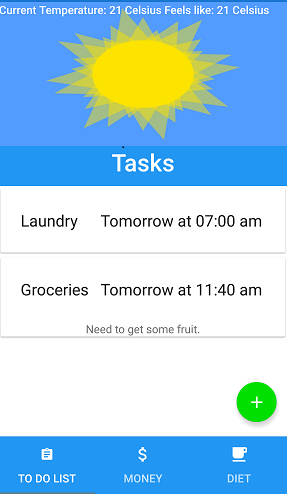 Current Temperature: 21 Celsius Feels like: 21 Celsius
Tasks
Laundry Tomorrow at 07:00 am
Groceries Tomorrow at 11:40 am
Need to get some fruit.
+
TO DO LIST MONEY DIET